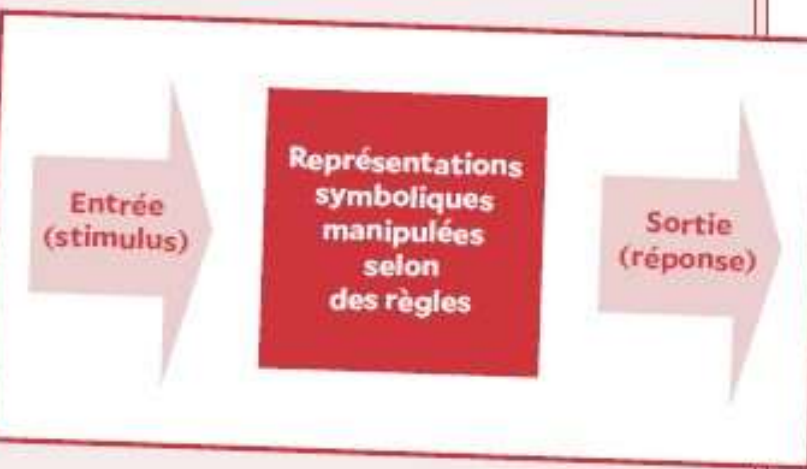 Entrée
(stimulus)
Représentations
symboliques
manipulées
selon
des règles
Sortie
(réponse)